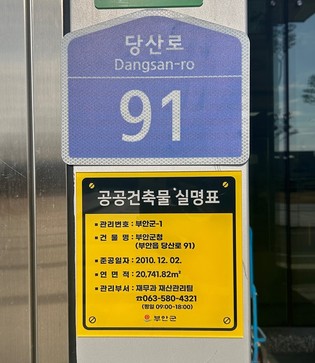 당산로
Dangsan-ro
91
공공건축물 실명표
▪ 관리번호 : 부안군-1
▪ 건 물 명 : 부안군청
(부안읍 당산로 91)
▪ 준공일자 : 2010. 12. 02.
▪ 연 면 적 : 20,741.82m²
▪ 관리부서 : 재무과 재산관리팀
☎063-580-4321
(평일 09:00-18:00)
부안군